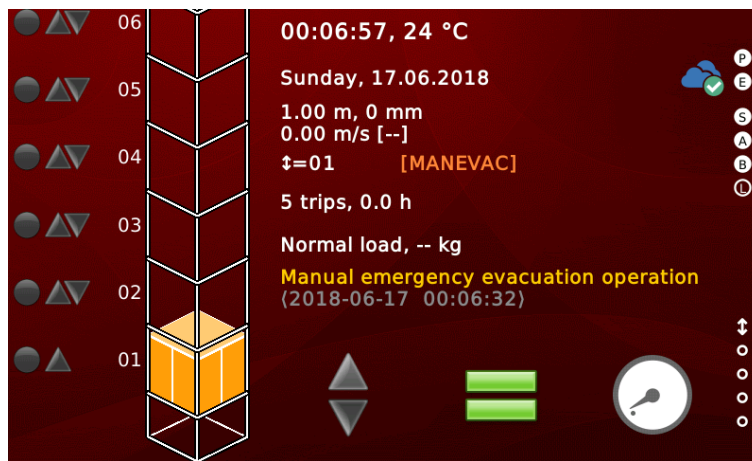 00:06:57, 24 °C
Sunday, 17.06.2018
1.00 m, 0 mm
0.00 m/s [--]
↕=01 [MANEVAC]
5 trips, 0.0 h
Normal load, -- kg
Manual emergency evacuation operation
⟨2018-06-17 00:06:32⟩
06
05
04
03
02
01
P
E
S
A
B
L